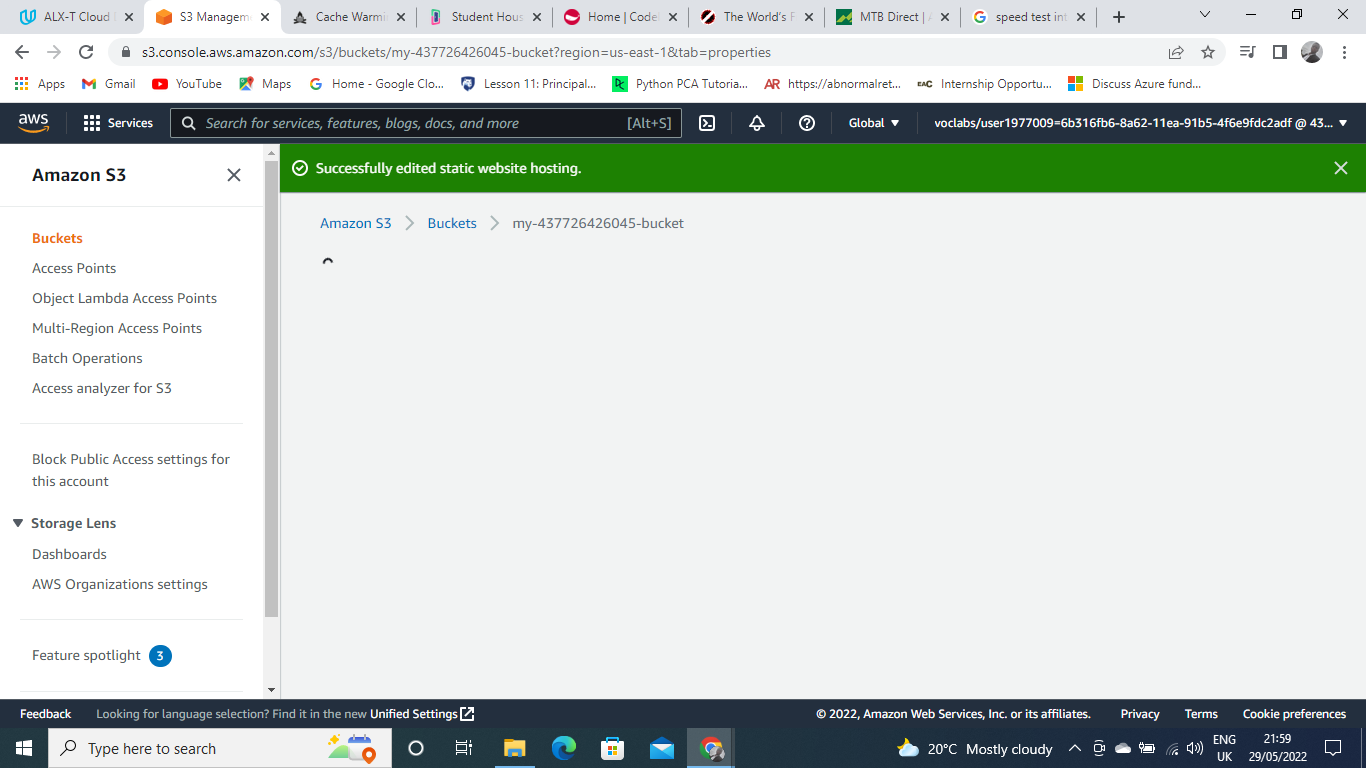 ALX-T Cloud
S3 Managem
Cache Warmi
Student Hous
Home | Code
The World's F
MTB Direct |
speed test int
s3.console.aws.amazon.com/s3/buckets/my-437726426045-bucket?region=us-east-1&tab=properties
Apps
Gmail
YouTube
Maps
Home - Google Clo...
Lesson 11: Principal...
Python PCA Tutoria...
AR
https://abnormalret...
EAC
Internship Opportu...
Discuss Azure fund...
aws
Services
Search for services, features, blogs, docs, and more
[Alt+S]
Global
voclabs/user1977009=6b316fb6-8a62-11ea-91b5-4f6e9fdc2adf @ 43...
Amazon S3
Buckets
Access Points
Object Lambda Access Points
Multi-Region Access Points
Batch Operations
Access analyzer for S3
Block Public Access settings for
this account
Storage Lens
Dashboards
AWS Organizations settings
Feature spotlight 3
Successfully edited static website hosting.
Amazon S3
Buckets
my-437726426045-bucket
Feedback
Looking for language selection? Find it in the new Unified Settings
© 2022, Amazon Web Services, Inc. or its affiliates.
Privacy
Terms
Cookie preferences
Type here to search
20°C Mostly cloudy
ENG
UK
21:59
29/05/2022